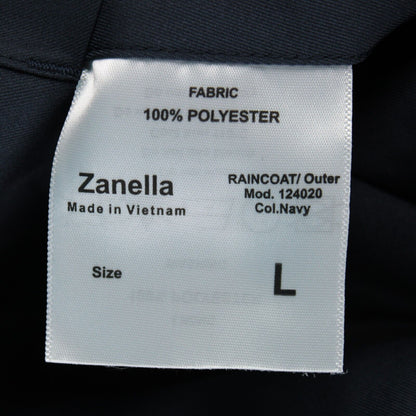 FABRIC
100% POLYESTER
Zanella
Made in Vietnam
RAINCOAT/ Outer
Mod. 124020
Col.Navy
Size
L